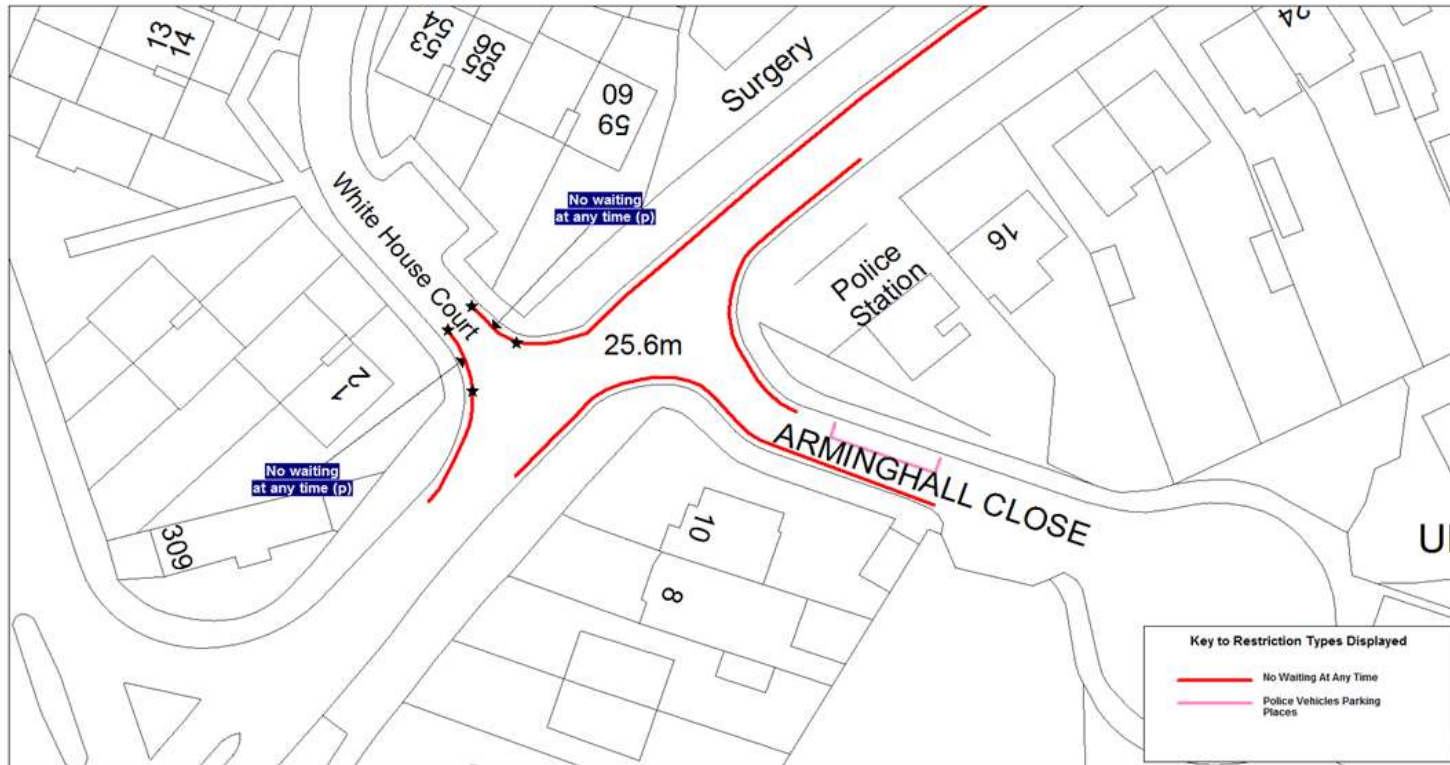 13
14
53
54
55
56
60
59
Surgery
24
No waiting
at any time (p)
White House Court
16
Police
Station
25.6m
2
1
ARMINGHALL CLOSE
No waiting
at any time (p)
309
10
8
Key to Restriction Types Displayed
No Waiting At Any Time
Police Vehicles Parking
Places